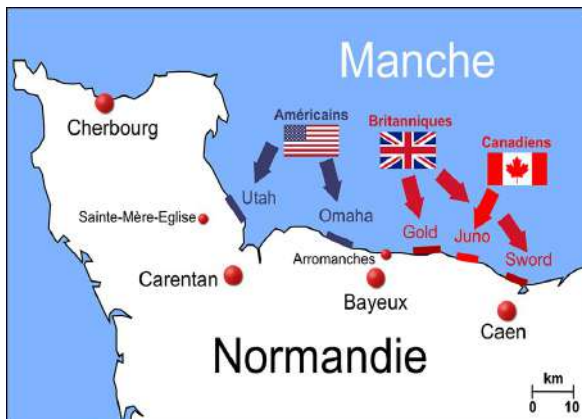 Manche
Américains
Britanniques
Canadiens
Cherbourg
Utah
Sainte-Mère-Eglise
Omaha
Gold
Juno
Arromanches
Sword
Carentan
Bayeux
Caen
Normandie
km
0 10